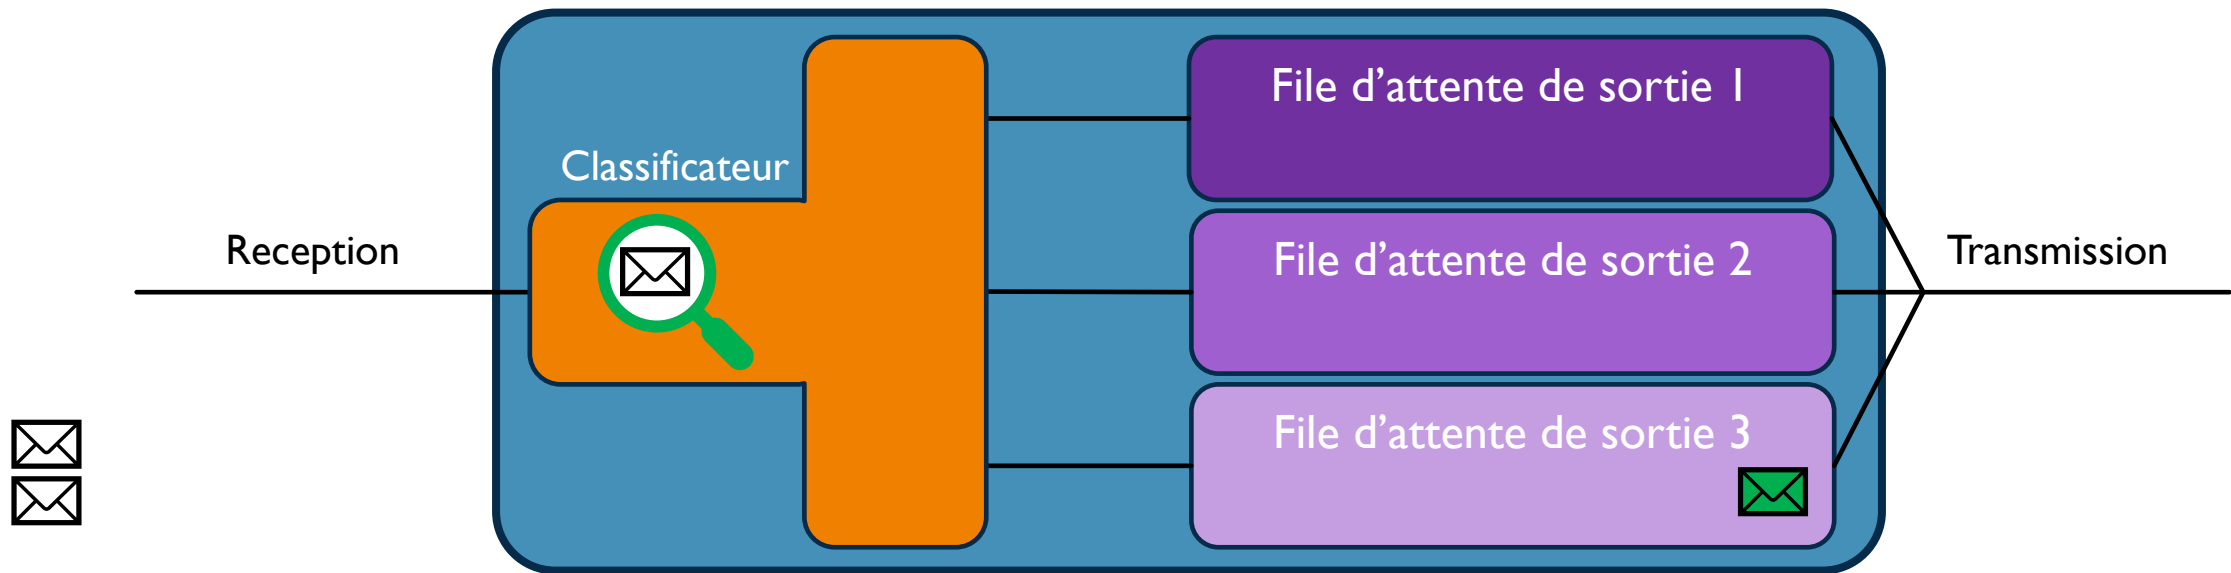 File d’attente de sortie 1
Classificateur
Reception
File d’attente de sortie 2
Transmission
File d’attente de sortie 3